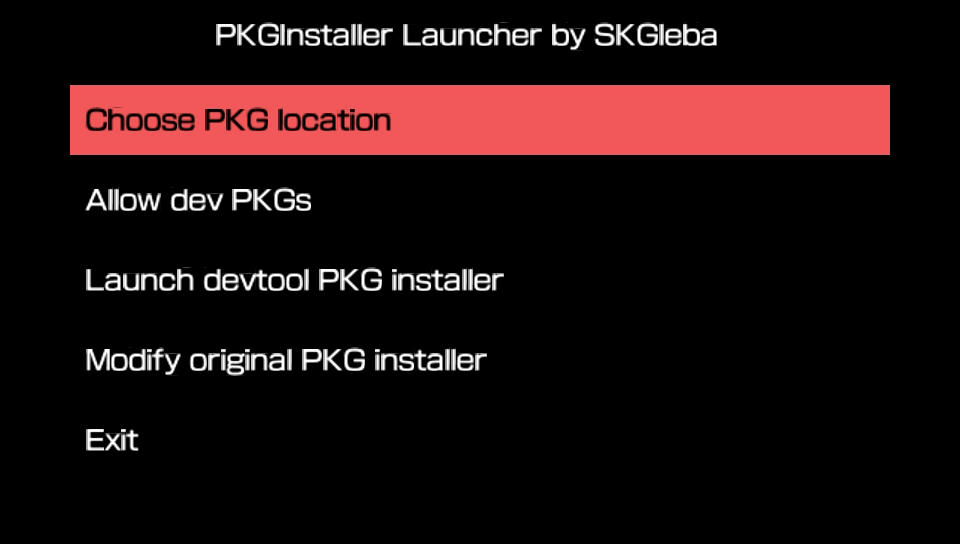 PKGInstaller Launcher by SKGleba
Choose PKG location
Allow dev PKGs
Launch devtool PKG installer
Modify original PKG installer
Exit